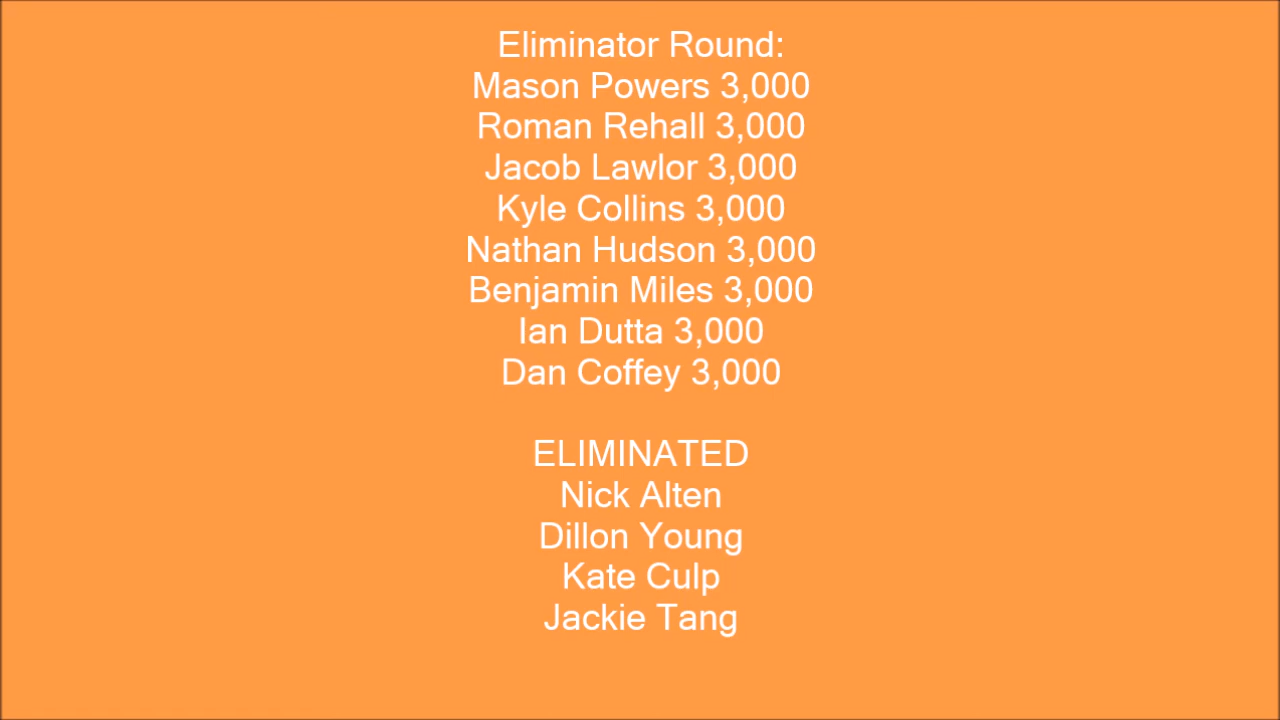 Eliminator Round:
Mason Powers 3,000
Roman Rehall 3,000
Jacob Lawlor 3,000
Kyle Collins 3,000
Nathan Hudson 3,000
Benjamin Miles 3,000
Ian Dutta 3,000
Dan Coffey 3,000
ELIMINATED
Nick Alten
Dillon Young
Kate Culp
Jackie Tang